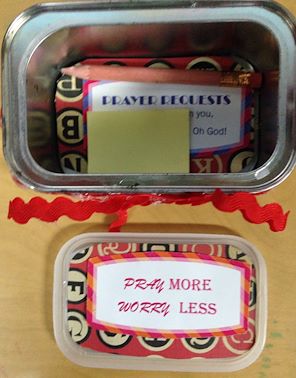 PRAYER REQUESTS
you,
Oh God!
PRAY MORE
WORRY LESS